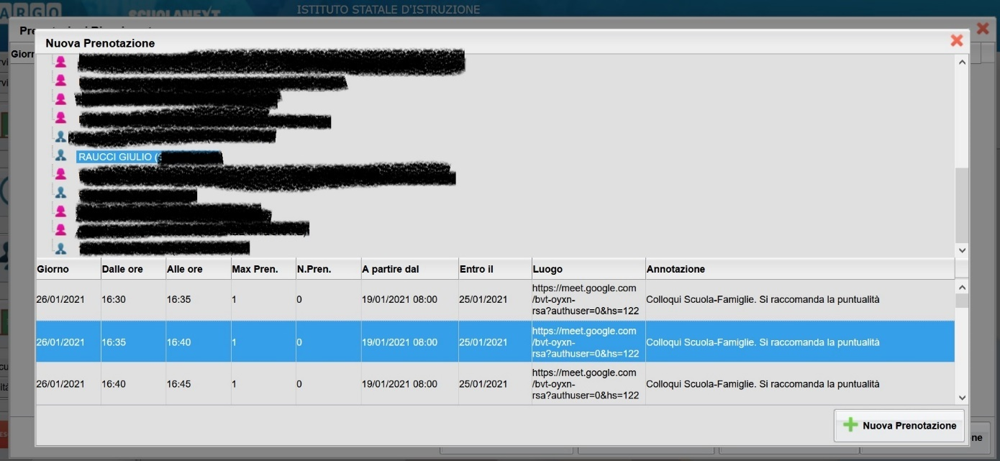 ARGO
SCUOLANEXT
ISTITUTO STATALE D'ISTRUZIONE
Nuova Prenotazione
RAUCCI GIULIO (
Giorno Dalle ore Alle ore Max Pren. N.Pren. A partire dal Entro il Luogo Annotazione
26/01/2021 16:30 16:35 1 0 19/01/2021 08:00 25/01/2021 https://meet.google.com
/bvt-oyxn-
rsa?authuser=0&hs=122 Colloqui Scuola-Famiglie. Si raccomanda la puntualità
26/01/2021 16:35 16:40 1 0 19/01/2021 08:00 25/01/2021 https://meet.google.com
/bvt-oyxn-
rsa?authuser=0&hs=122 Colloqui Scuola-Famiglie. Si raccomanda la puntualità
26/01/2021 16:40 16:45 1 0 19/01/2021 08:00 25/01/2021 https://meet.google.com
/bvt-oyxn-
rsa?authuser=0&hs=122 Colloqui Scuola-Famiglie. Si raccomanda la puntualità
Nuova Prenotazione